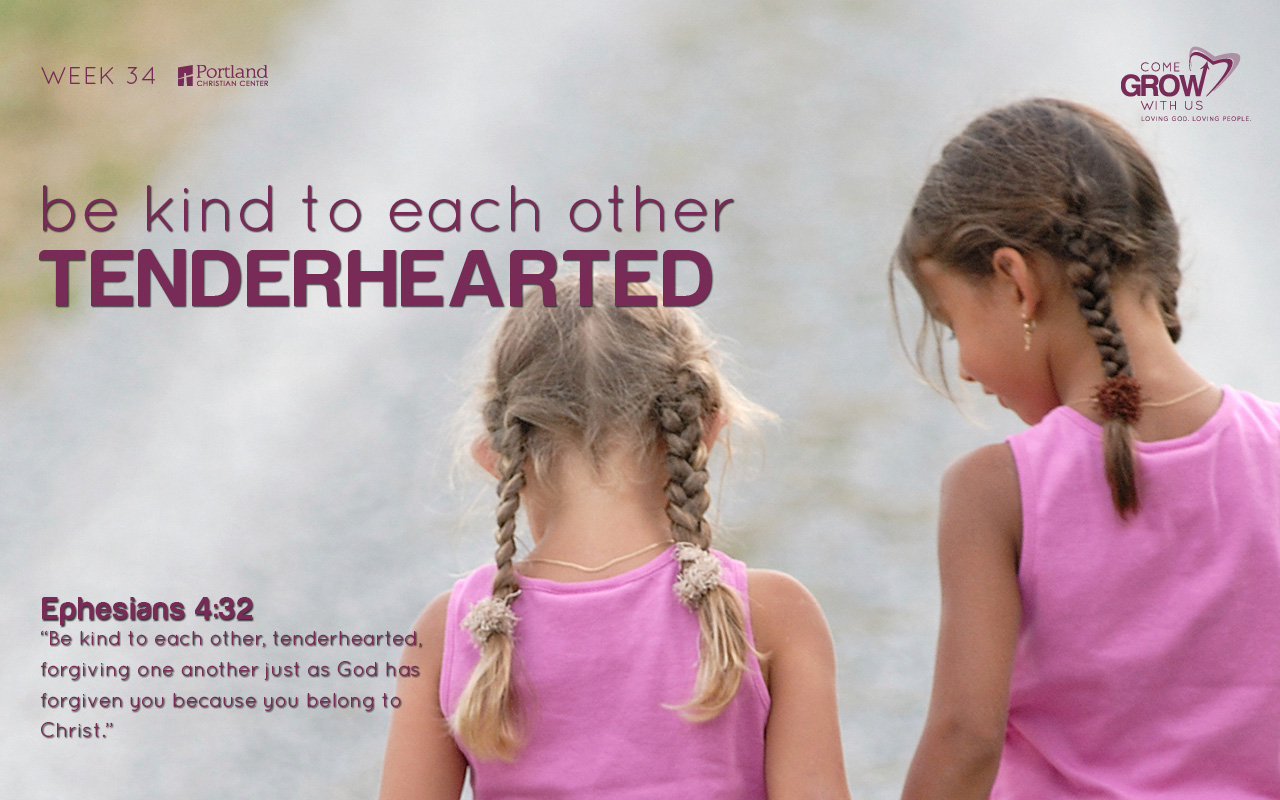 WEEK 34
Portland
CHRISTIAN CENTER
COME
GROW
WITH US
LOVING GOD. LOVING PEOPLE.
be kind to each other
TENDERHEARTED
Ephesians 4:32
“Be kind to each other, tenderhearted,
forgiving one another just as God has
forgiven you because you belong to
Christ.”